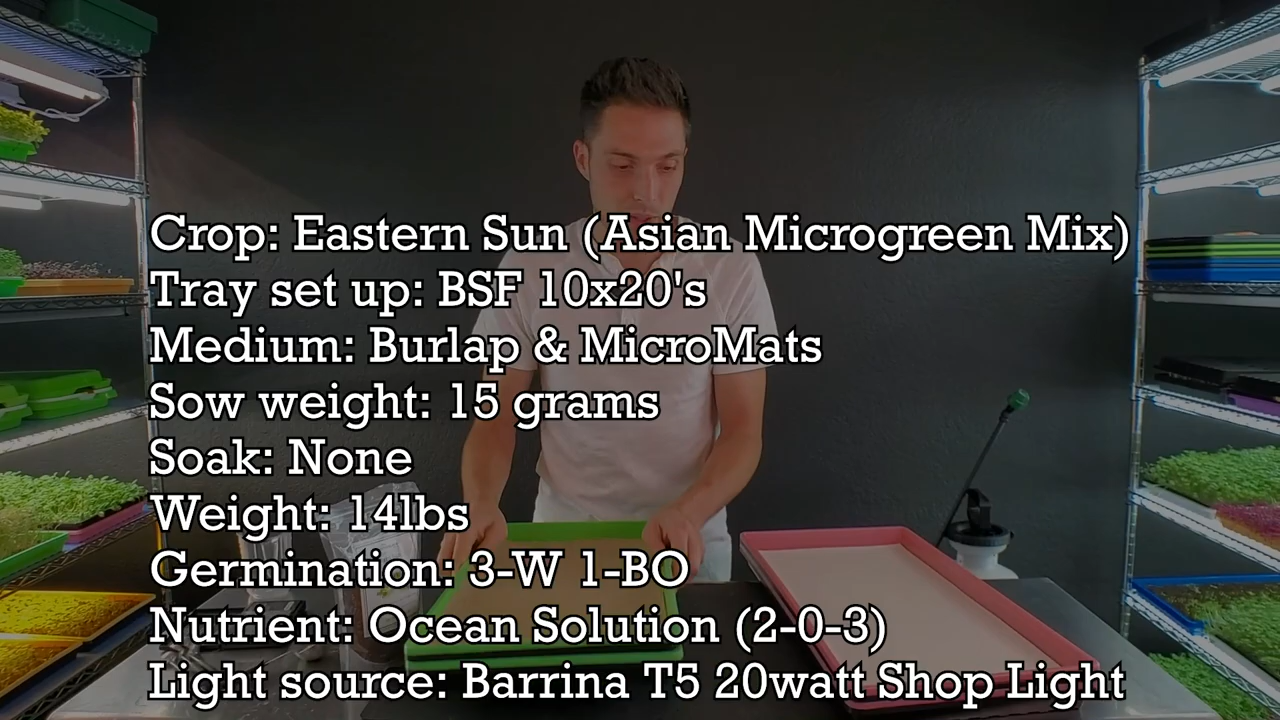 Crop: Eastern Sun (Asian Microgreen Mix)
Tray set up: BSF 10x20's
Medium: Burlap & MicroMats
Sow weight: 15 grams
Soak: None
Weight: 14lbs
Germination: 3-W 1-BO
Nutrient: Ocean Solution (2-0-3)
Light source: Barrina T5 20watt Shop Light